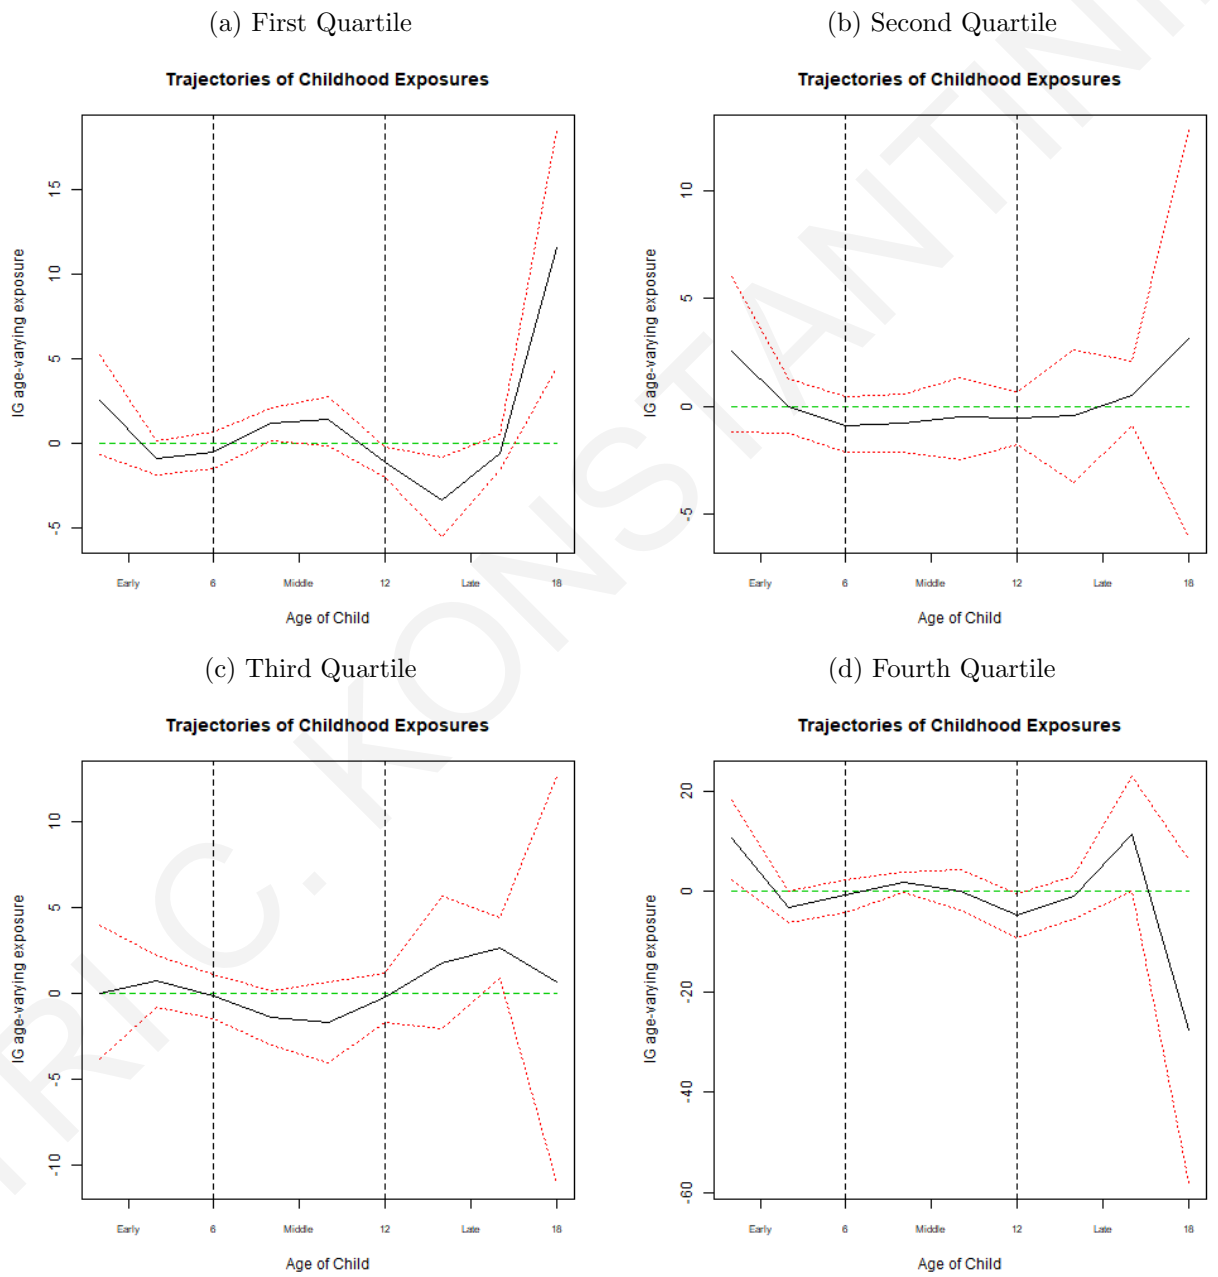 (a) First Quartile
Trajectories of Childhood Exposures
IG age-varying exposure
15
10
5
0
-5
Early 6 Middle 12 Late 18
Age of Child
(b) Second Quartile
Trajectories of Childhood Exposures
IG age-varying exposure
10
5
0
-5
Early 6 Middle 12 Late 18
Age of Child
(c) Third Quartile
Trajectories of Childhood Exposures
IG age-varying exposure
10
5
0
-5
-10
Early 6 Middle 12 Late 18
Age of Child
(d) Fourth Quartile
Trajectories of Childhood Exposures
IG age-varying exposure
20
0
-20
-40
-60
Early 6 Middle 12 Late 18
Age of Child